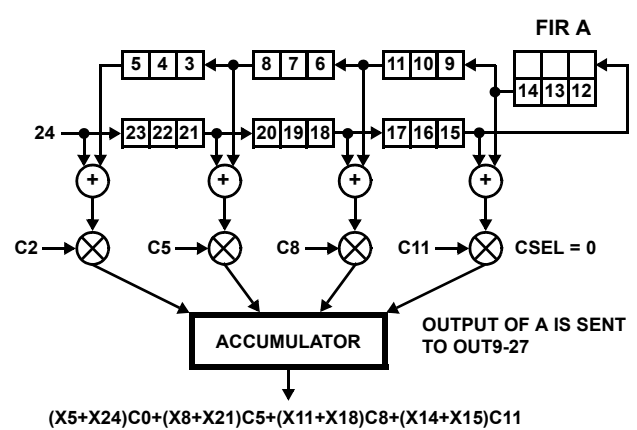 FIR A
5 4 3 8 7 6 11 10 9
14 13 12
24 23 22 21 20 19 18 17 16 15
+ + + +
C2 C5 C8 C11 CSEL = 0
ACCUMULATOR
OUTPUT OF A IS SENT
TO OUT9-27
(X5+X24)C0+(X8+X21)C5+(X11+X18)C8+(X14+X15)C11